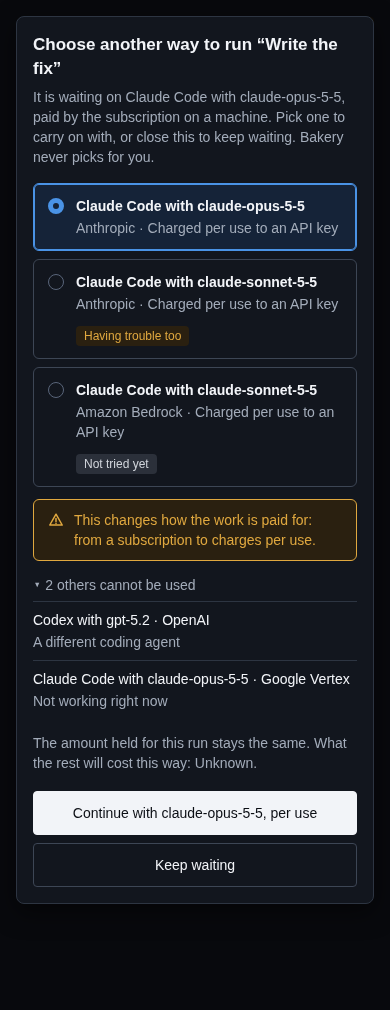 Choose another way to run “Write the
fix”
It is waiting on Claude Code with claude-opus-5-5,
paid by the subscription on a machine. Pick one to
carry on with, or close this to keep waiting. Bakery
never picks for you.
Claude Code with claude-opus-5-5
Anthropic · Charged per use to an API key
Claude Code with claude-sonnet-5-5
Anthropic · Charged per use to an API key
Having trouble too
Claude Code with claude-sonnet-5-5
Amazon Bedrock · Charged per use to an
API key
Not tried yet
This changes how the work is paid for:
from a subscription to charges per use.
2 others cannot be used
Codex with gpt-5.2 · OpenAI
A different coding agent
Claude Code with claude-opus-5-5 · Google Vertex
Not working right now
The amount held for this run stays the same. What
the rest will cost this way: Unknown.
Continue with claude-opus-5-5, per use
Keep waiting